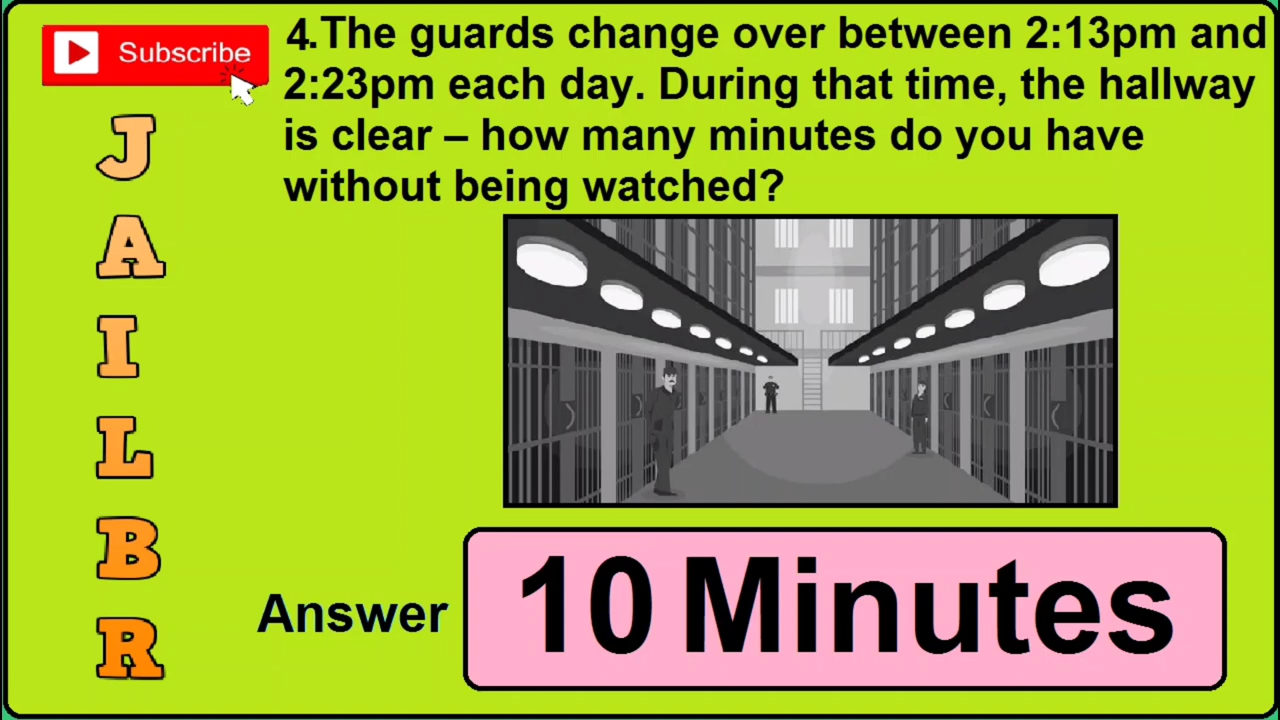 Subscribe
4.The guards change over between 2:13pm and
2:23pm each day. During that time, the hallway
is clear – how many minutes do you have
without being watched?
J
A
I
L
B
R
Answer
10 Minutes